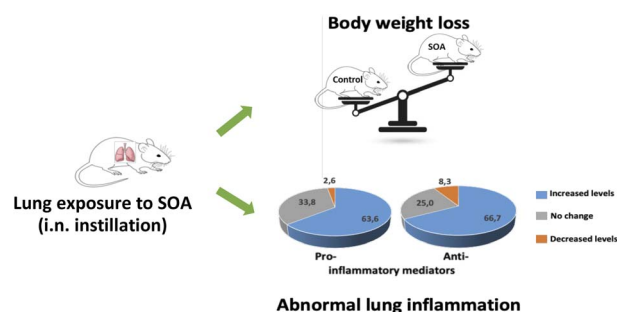 Body weight loss
SOA
Control
Lung exposure to SOA
(i.n. instillation)
2,6
33,8
63,6
8,3
25,0
66,7
Increased levels
No change
Decreased levels
Pro-
Anti-
inflammatory mediators
Abnormal lung inflammation